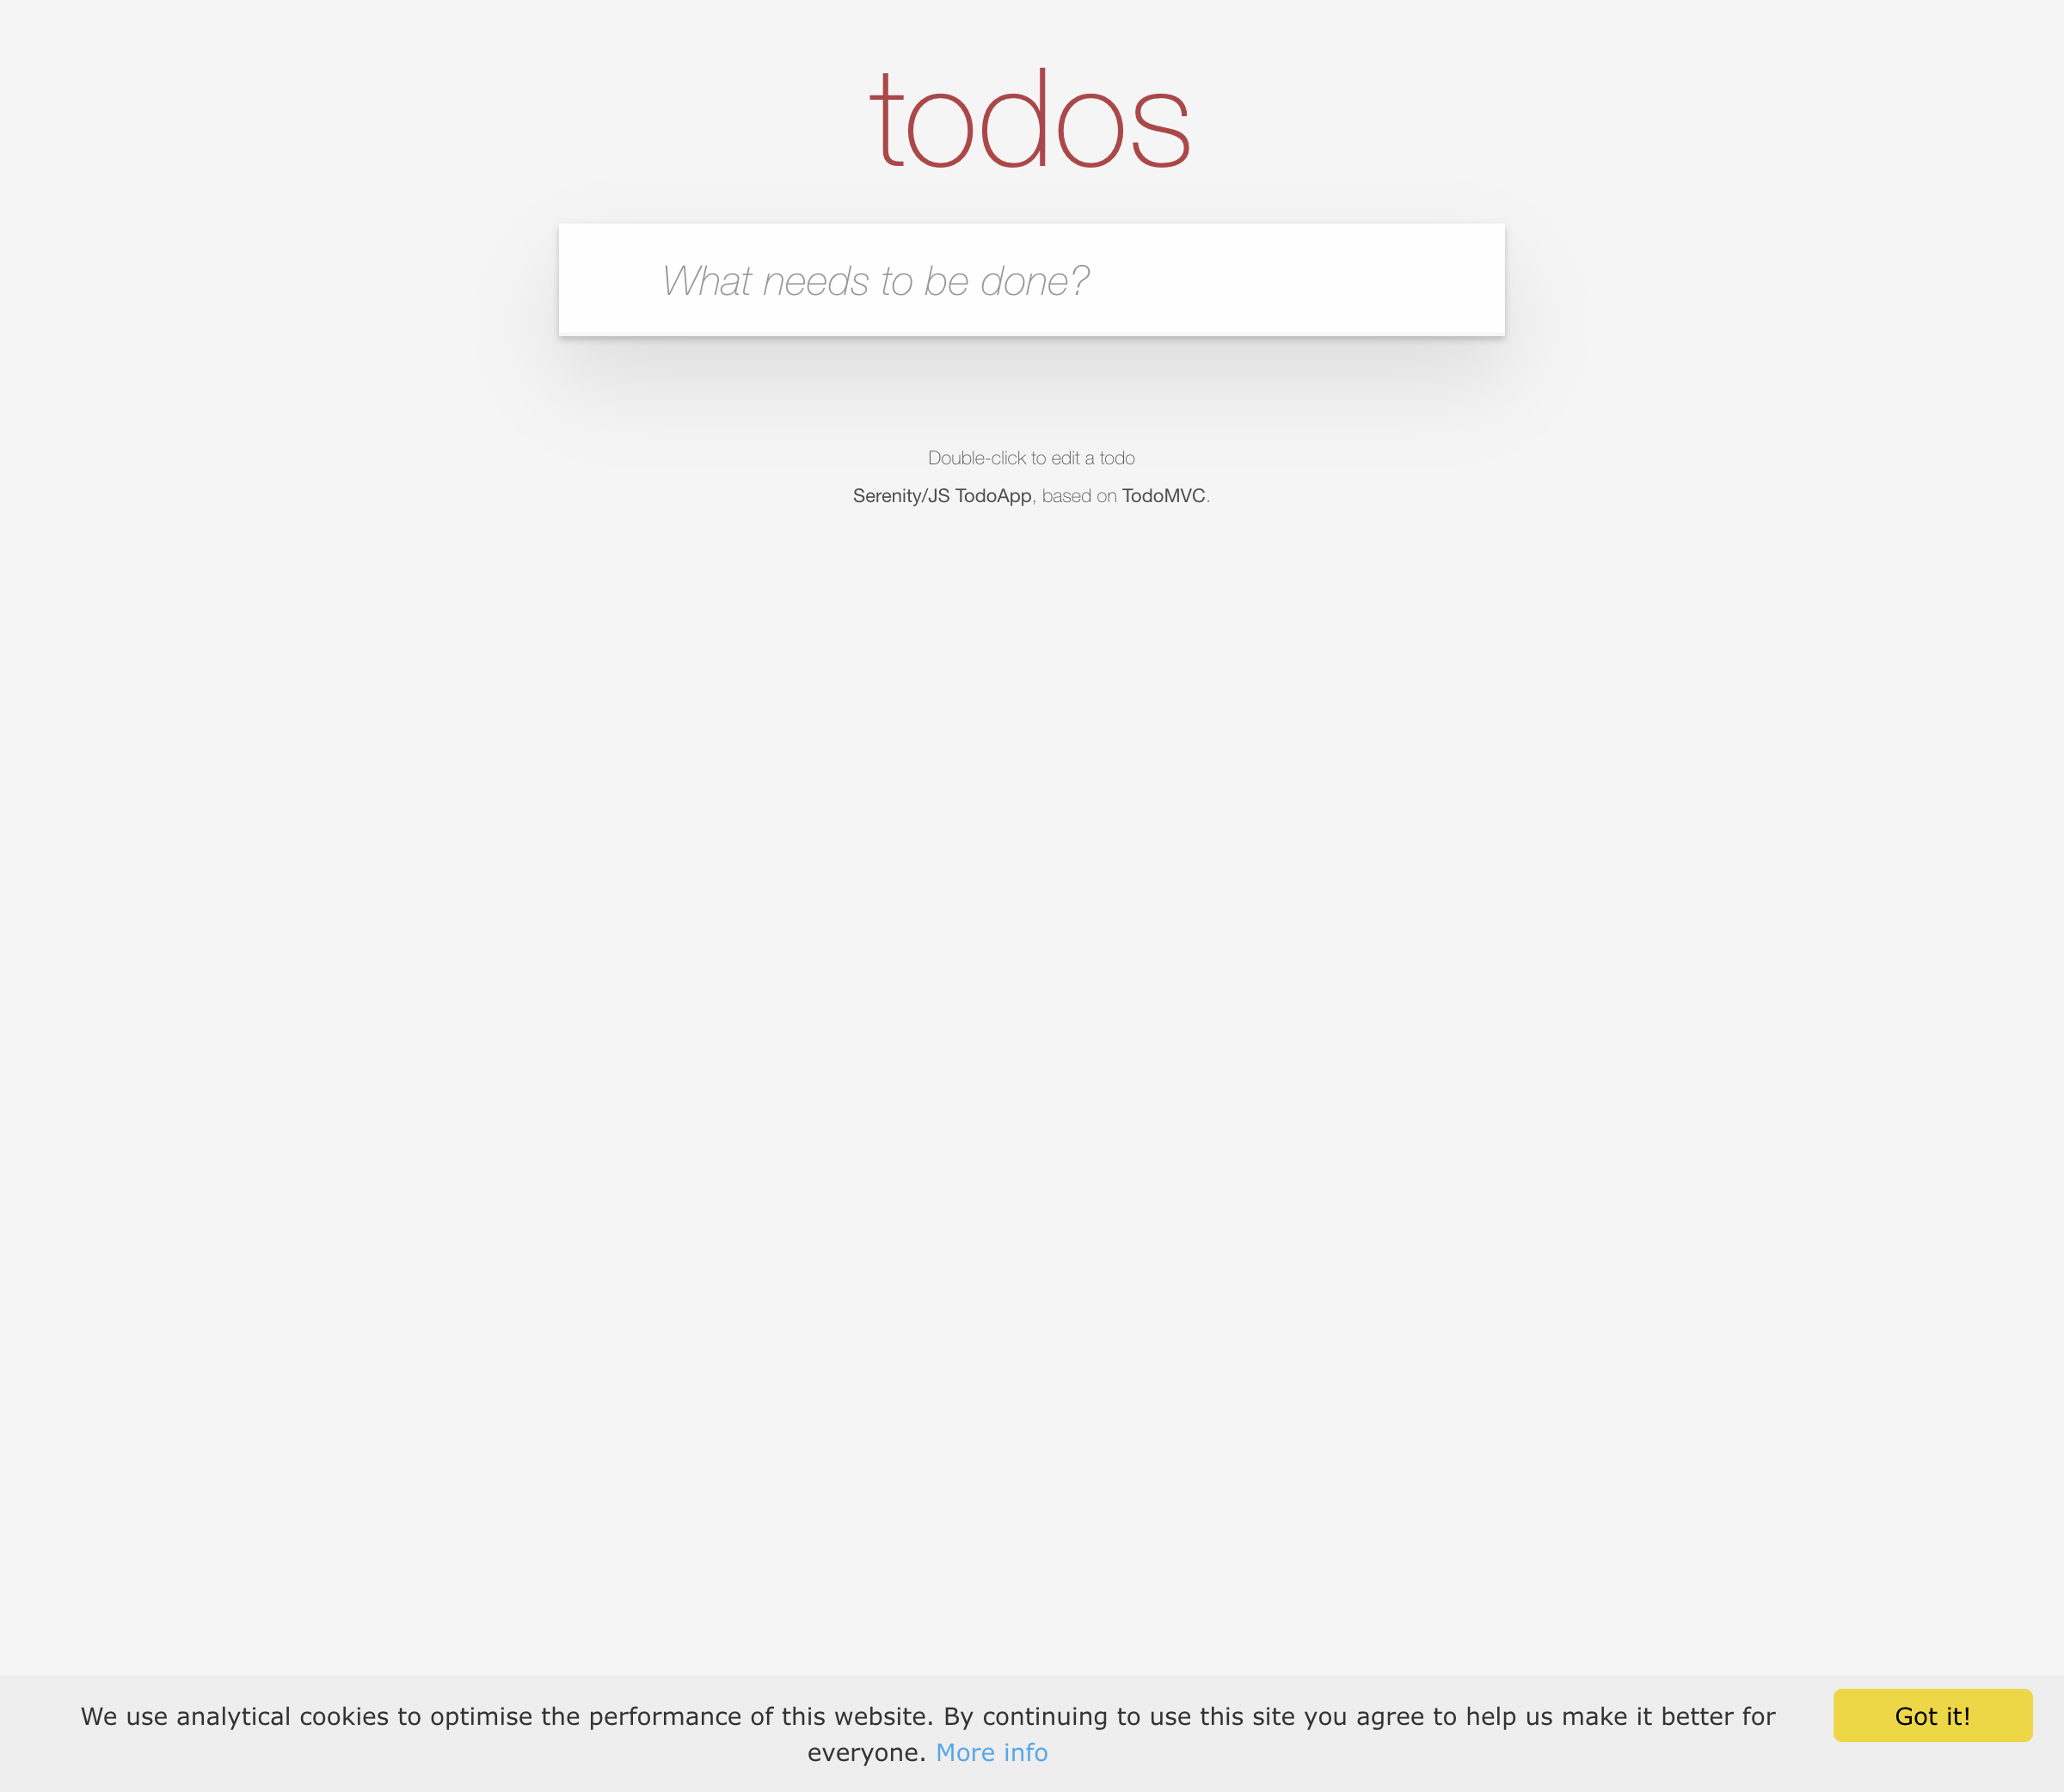 todos
What needs to be done?
Double-click to edit a todo
Serenity/JS TodoApp, based on TodoMVC.
We use analytical cookies to optimise the performance of this website. By continuing to use this site you agree to help us make it better for
everyone. More info
Got it!